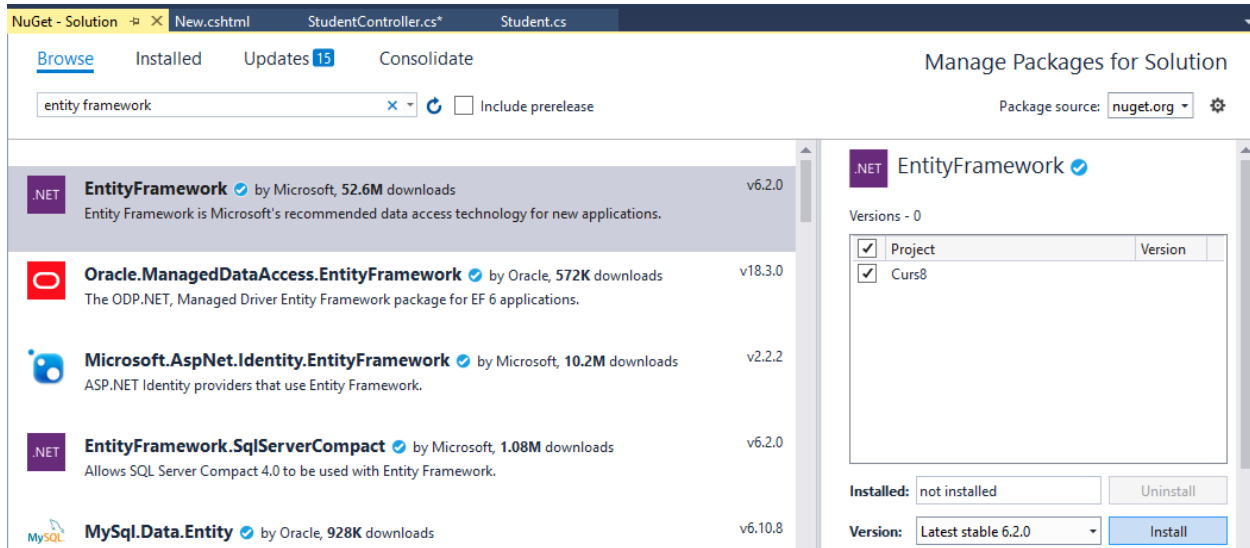 NuGet - Solution New.cshtml StudentController.cs* Student.cs
Browse Installed Updates 15 Consolidate
Manage Packages for Solution
entity framework Include prerelease
Package source: nuget.org
.NET
EntityFramework by Microsoft, 52.6M downloads v6.2.0
Entity Framework is Microsoft's recommended data access technology for new applications.
Oracle.ManagedDataAccess.EntityFramework by Oracle, 572K downloads v18.3.0
The ODP.NET, Managed Driver Entity Framework package for EF 6 applications.
Microsoft.AspNet.Identity.EntityFramework by Microsoft, 10.2M downloads v2.2.2
ASP.NET Identity providers that use Entity Framework.
.NET
EntityFramework.SqlServerCompact by Microsoft, 1.08M downloads v6.2.0
Allows SQL Server Compact 4.0 to be used with Entity Framework.
MySQL
MySql.Data.Entity by Oracle, 928K downloads v6.10.8
.NET
EntityFramework
Versions - 0
Project Version
Curs8
Installed: not installed Uninstall
Version: Latest stable 6.2.0 Install